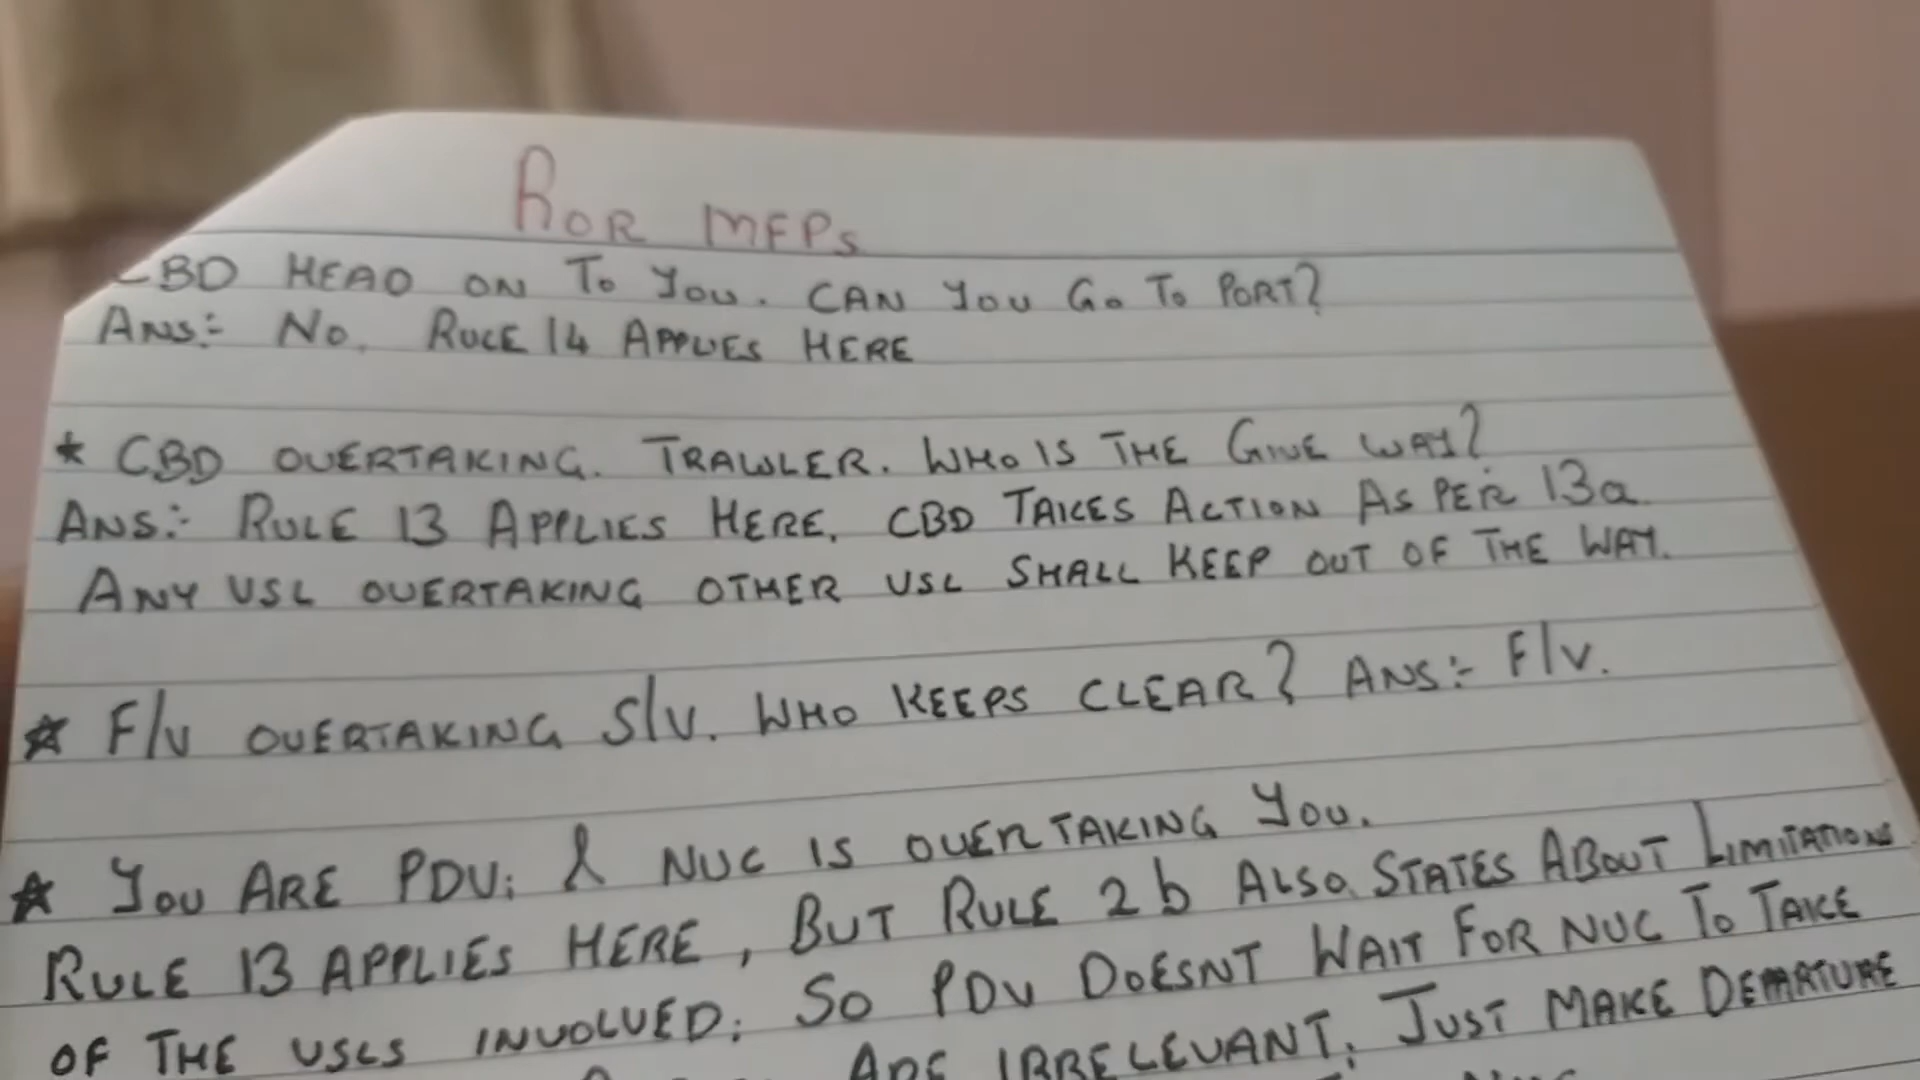 ROR MFPs
CBD HEAD ON TO YOU. CAN YOU GO TO PORT?
ANS:- NO. RULE 14 APPLIES HERE
* CBD OVERTAKING. TRAWLER. WHO IS THE GIVE WAY?
ANS:- RULE 13 APPLIES HERE. CBD TAKES ACTION AS PER 13a.
ANY VSL OVERTAKING OTHER VSL SHALL KEEP OUT OF THE WAY.
* F/V OVERTAKING S/V. WHO KEEPS CLEAR? ANS:- F/V.
* YOU ARE PDV; & NUC IS OVERTAKING YOU.
RULE 13 APPLIES HERE, BUT RULE 2b ALSO STATES ABOUT LIMITATIONS
OF THE VSLS INVOLVED; SO PDV DOESNT WAIT FOR NUC TO TAKE
ARE IRRELEVANT; JUST MAKE DEPARTURE
NUC